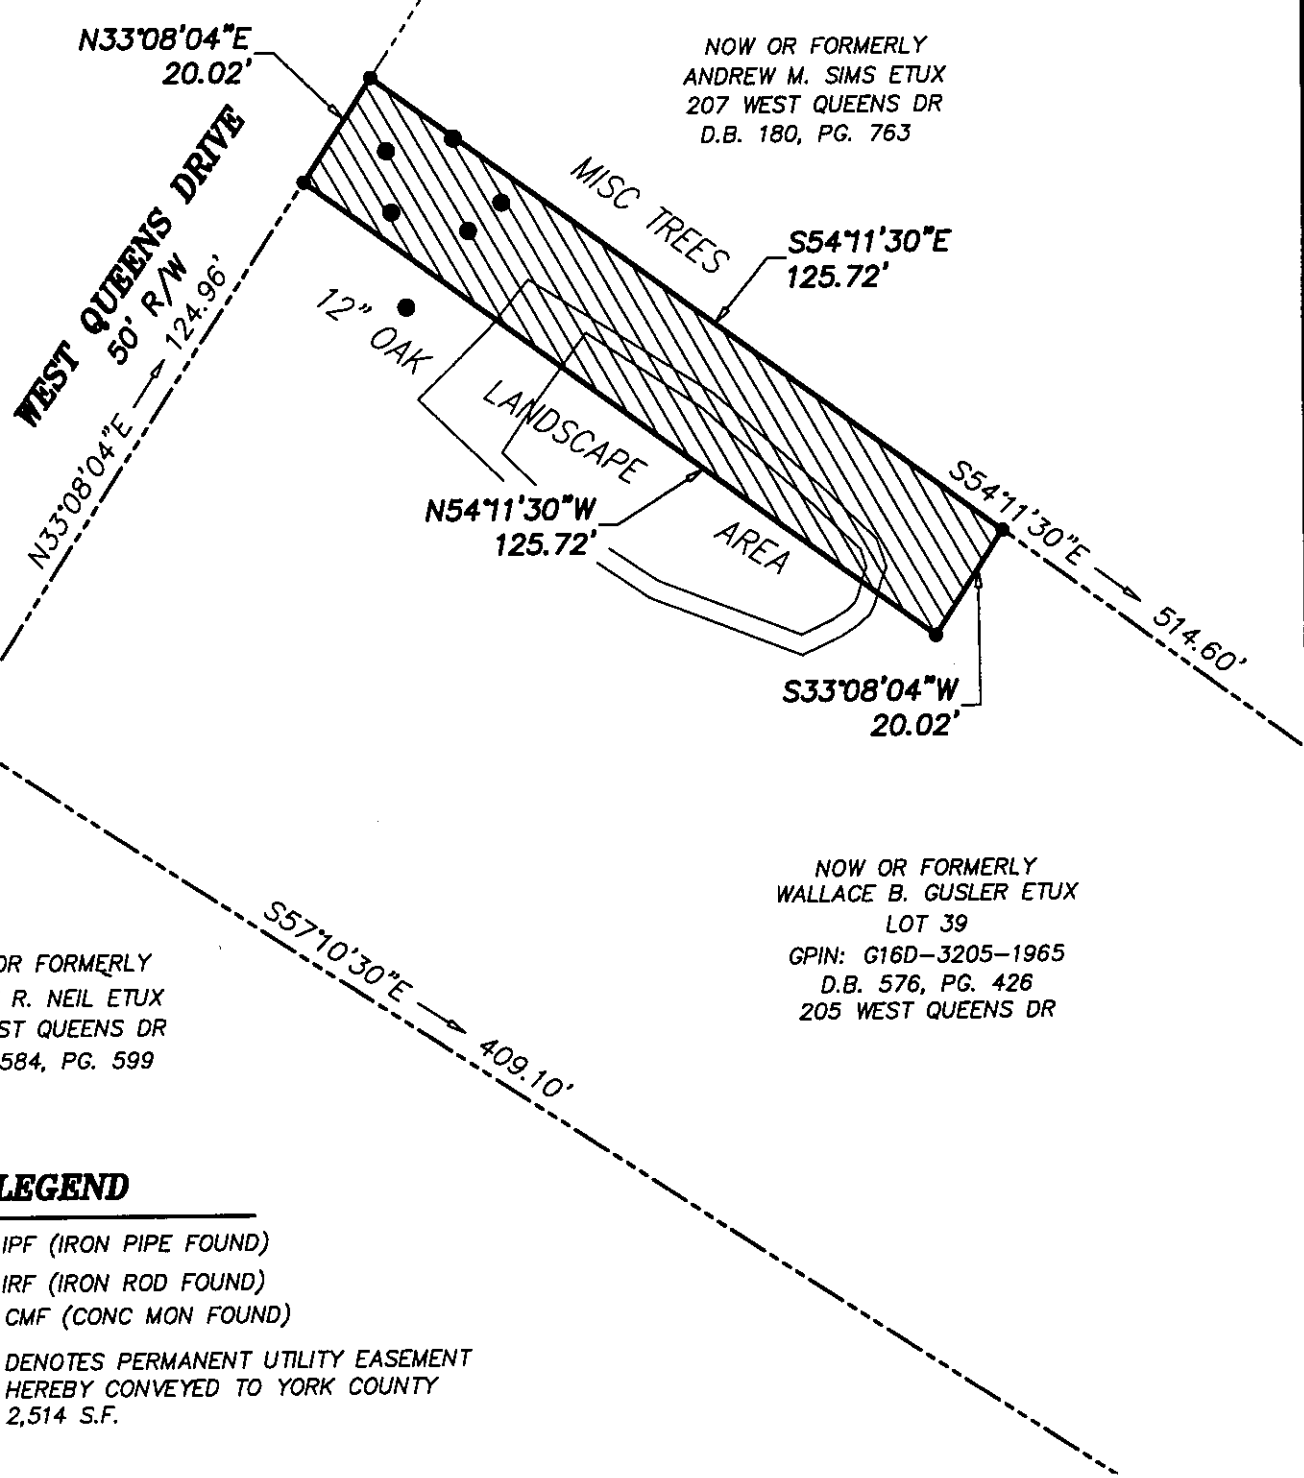 N33°08'04"E
20.02'
NOW OR FORMERLY
ANDREW M. SIMS ETUX
207 WEST QUEENS DR
D.B. 180, PG. 763
WEST QUEENS DRIVE
50' R/W
N33°08'04"E 124.96'
MISC TREES
S54°11'30"E
125.72'
12" OAK
LANDSCAPE
AREA
N54°11'30"W
125.72'
S54°11'30"E 514.60'
S33°08'04"W
20.02'
NOW OR FORMERLY
WALLACE B. GUSLER ETUX
LOT 39
GPIN: G16D-3205-1965
D.B. 576, PG. 426
205 WEST QUEENS DR
S57°10'30"E 409.10'
OR FORMERLY
R. NEIL ETUX
ST QUEENS DR
584, PG. 599
LEGEND
IPF (IRON PIPE FOUND)
IRF (IRON ROD FOUND)
CMF (CONC MON FOUND)
DENOTES PERMANENT UTILITY EASEMENT
HEREBY CONVEYED TO YORK COUNTY
2,514 S.F.